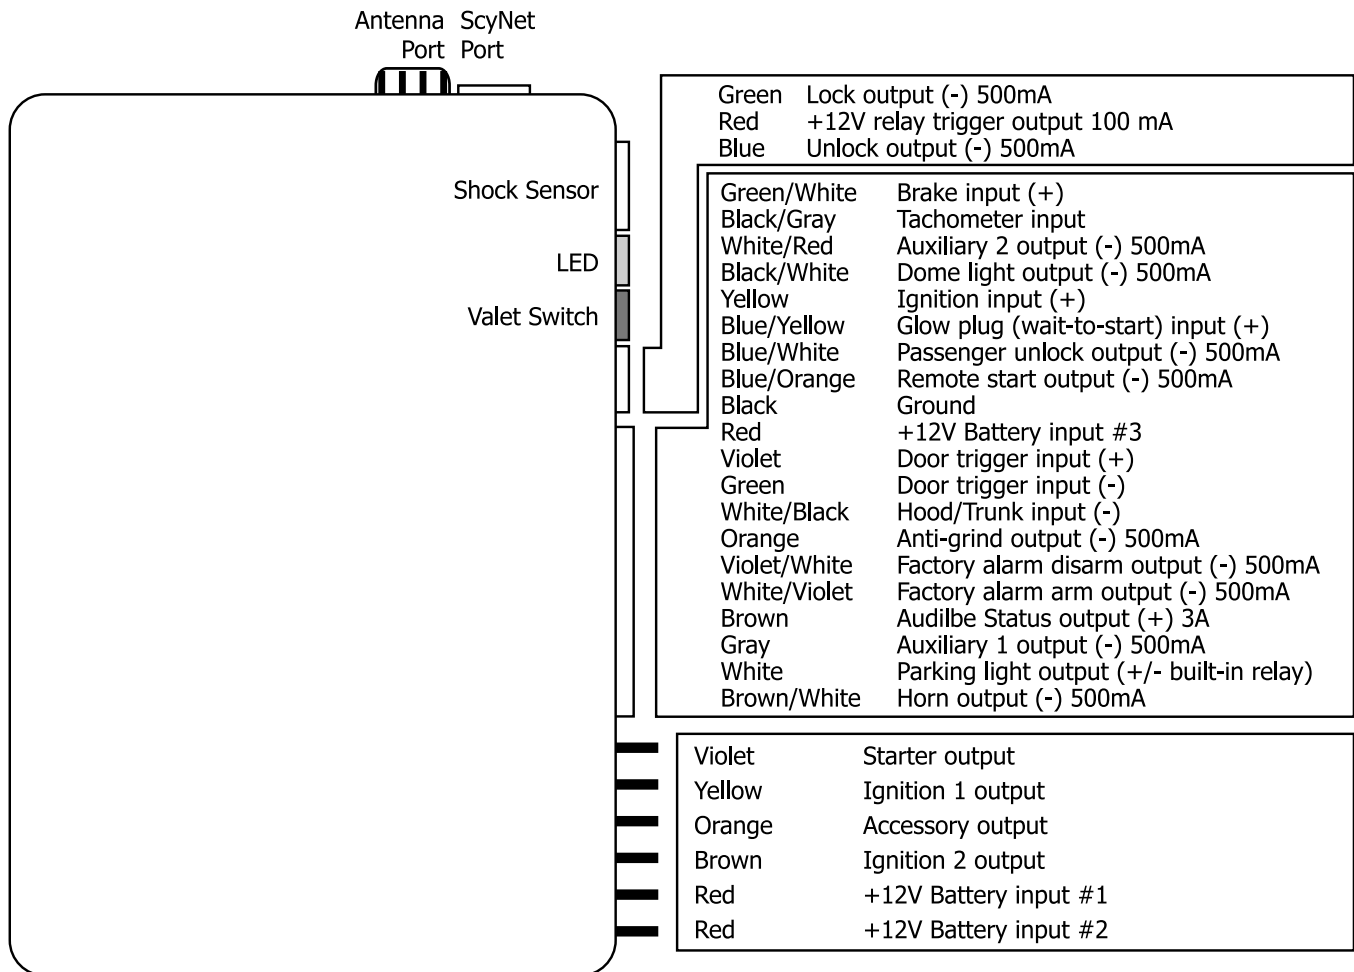 Antenna ScyNet
Port Port
Shock Sensor
LED
Valet Switch
Green Lock output (-) 500mA
Red +12V relay trigger output 100 mA
Blue Unlock output (-) 500mA
Green/White Brake input (+)
Black/Gray Tachometer input
White/Red Auxiliary 2 output (-) 500mA
Black/White Dome light output (-) 500mA
Yellow Ignition input (+)
Blue/Yellow Glow plug (wait-to-start) input (+)
Blue/White Passenger unlock output (-) 500mA
Blue/Orange Remote start output (-) 500mA
Black Ground
Red +12V Battery input #3
Violet Door trigger input (+)
Green Door trigger input (-)
White/Black Hood/Trunk input (-)
Orange Anti-grind output (-) 500mA
Violet/White Factory alarm disarm output (-) 500mA
White/Violet Factory alarm arm output (-) 500mA
Brown Audilbe Status output (+) 3A
Gray Auxiliary 1 output (-) 500mA
White Parking light output (+/- built-in relay)
Brown/White Horn output (-) 500mA
Violet Starter output
Yellow Ignition 1 output
Orange Accessory output
Brown Ignition 2 output
Red +12V Battery input #1
Red +12V Battery input #2